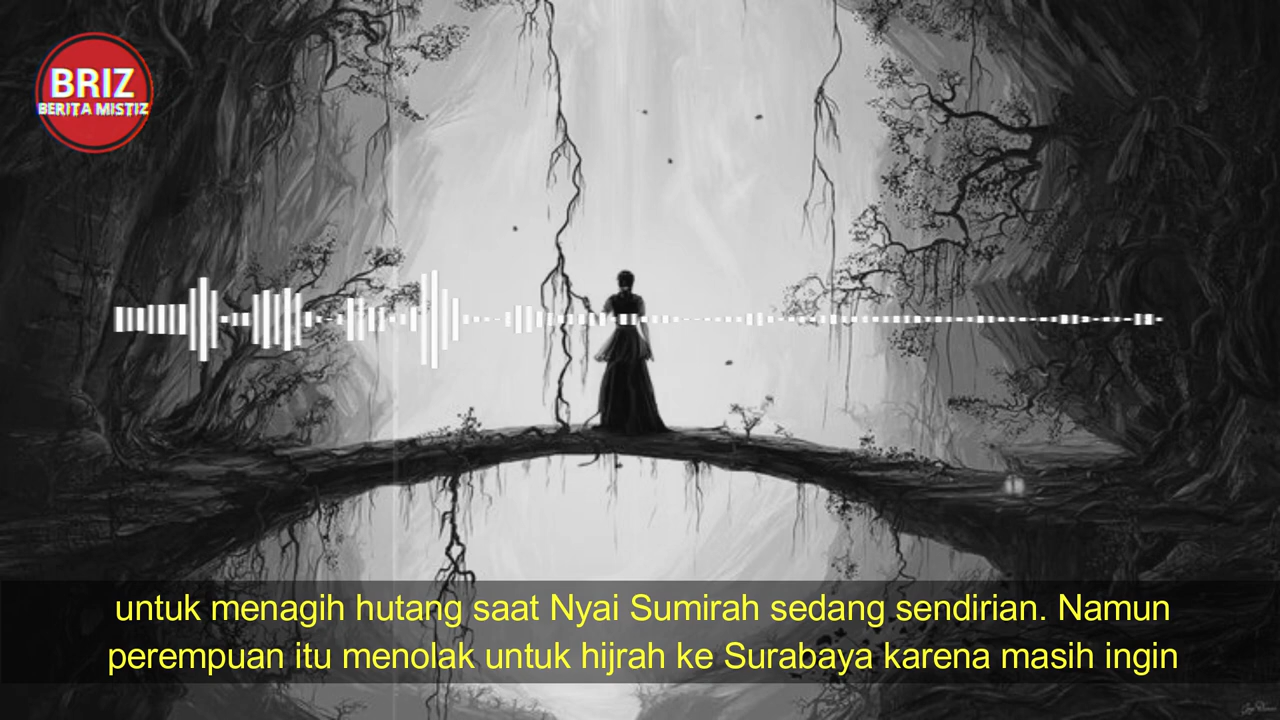 BRIZ
BERITA MISTIZ
untuk menagih hutang saat Nyai Sumirah sedang sendirian. Namun
perempuan itu menolak untuk hijrah ke Surabaya karena masih ingin